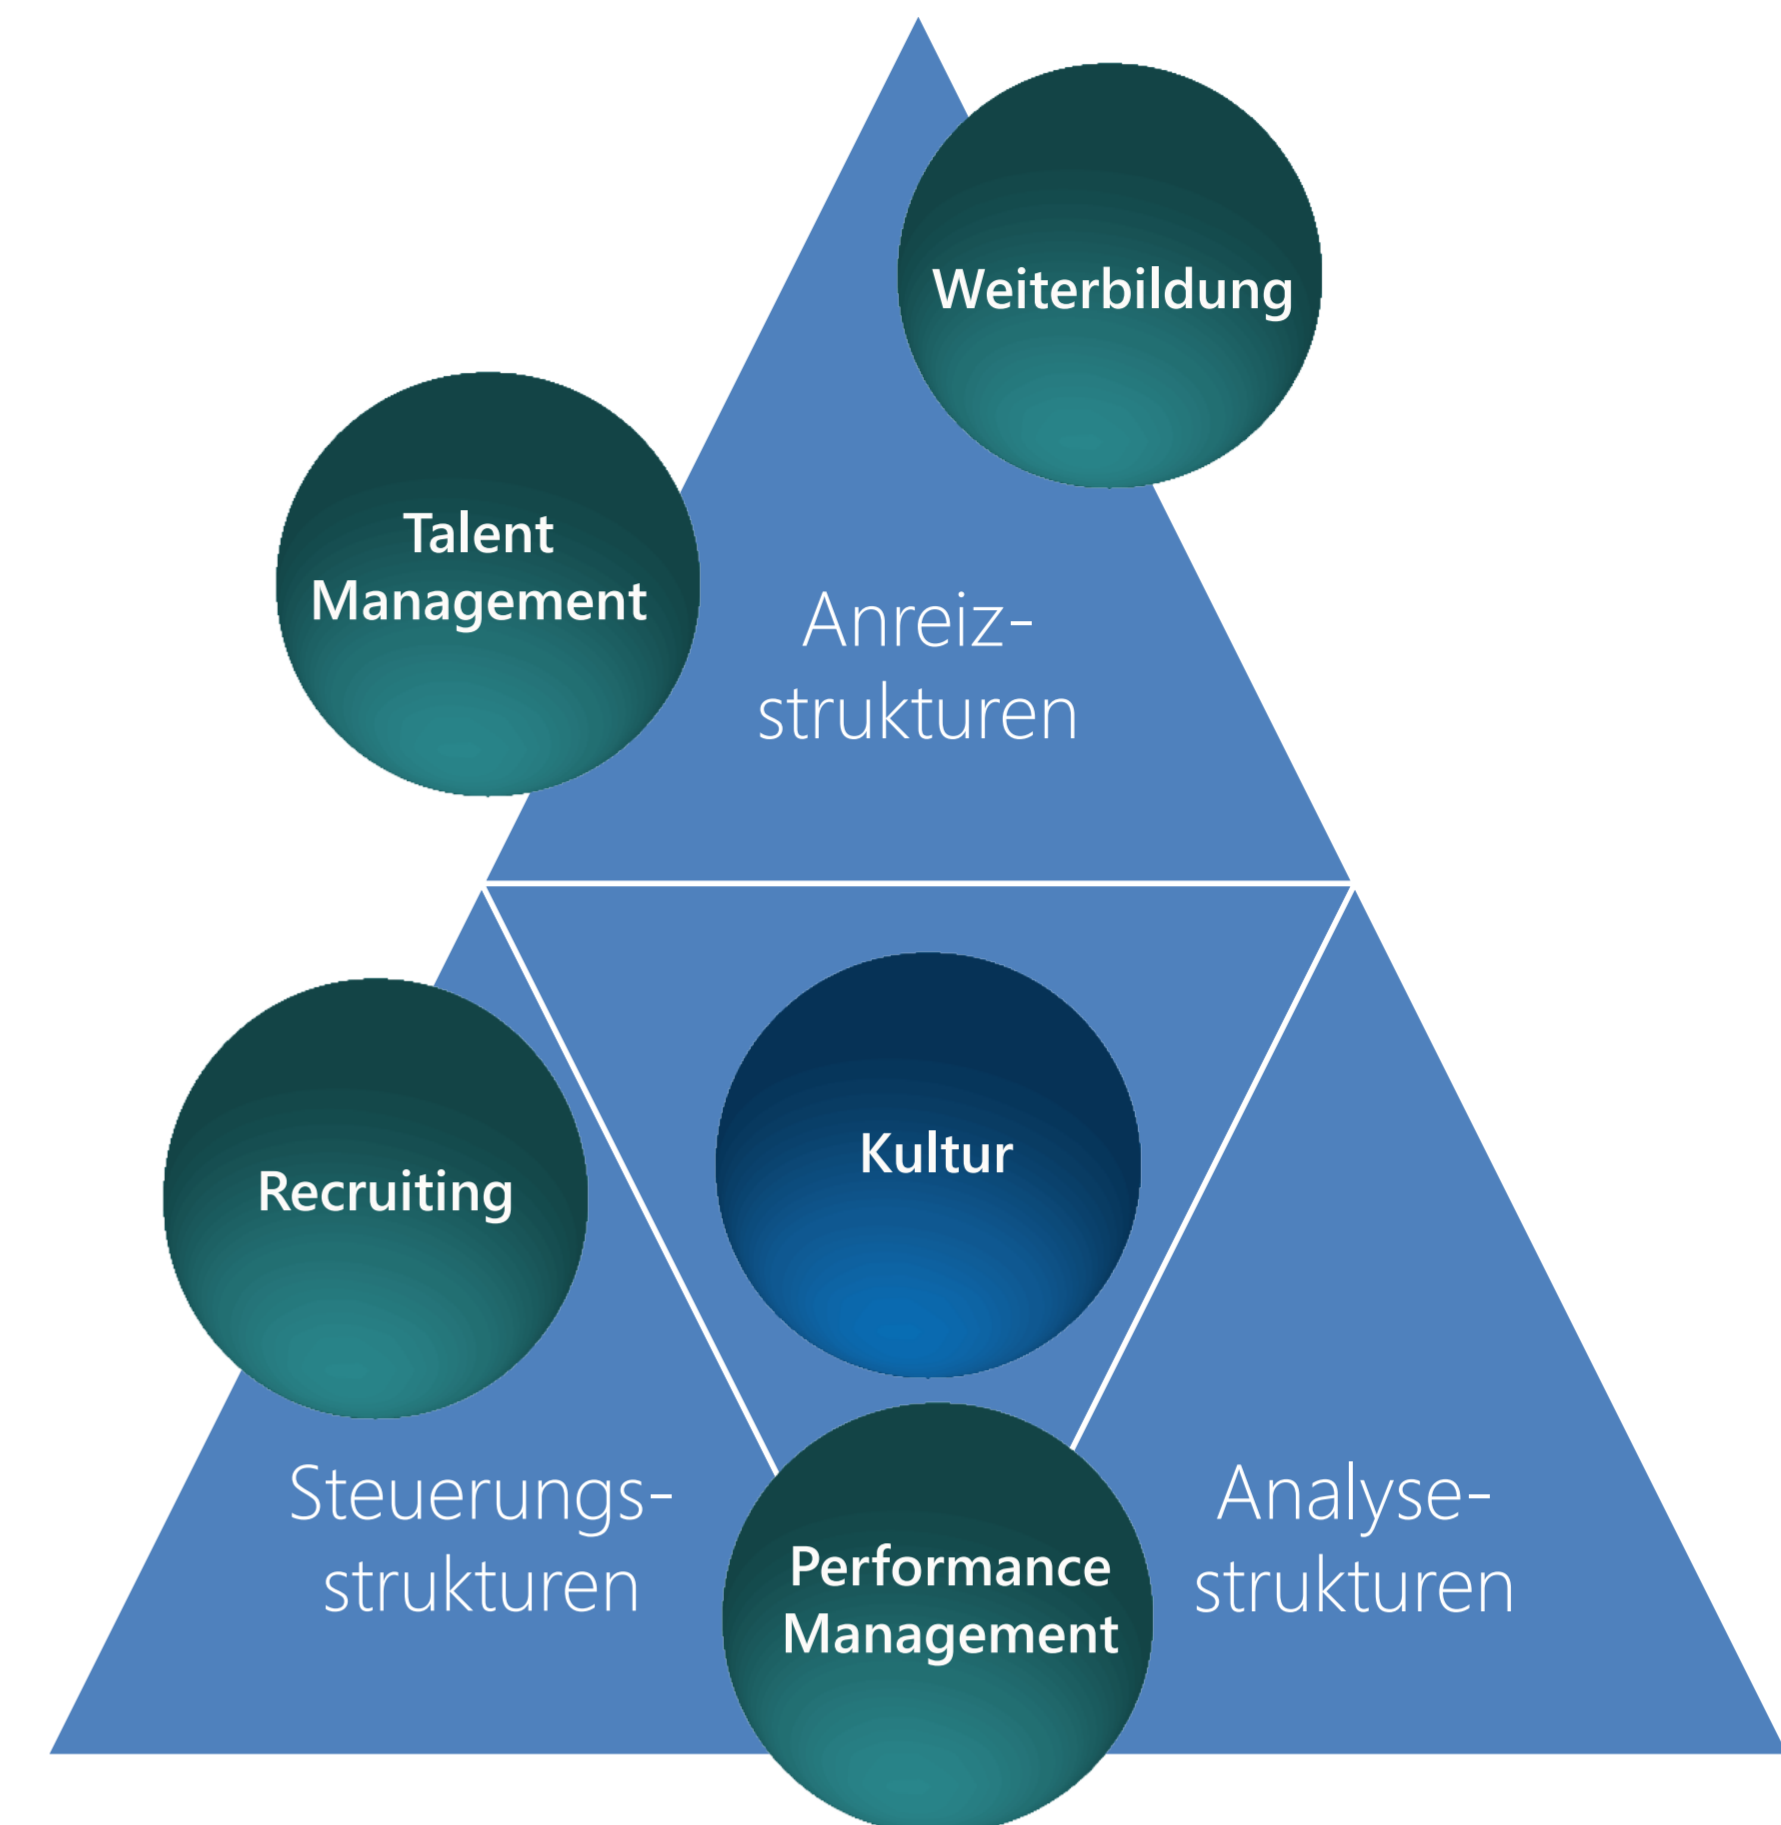 Weiterbildung
Talent
Management
Anreiz-
strukturen
Kultur
Recruiting
Steuerungs-
strukturen
Performance
Management
Analyse-
strukturen